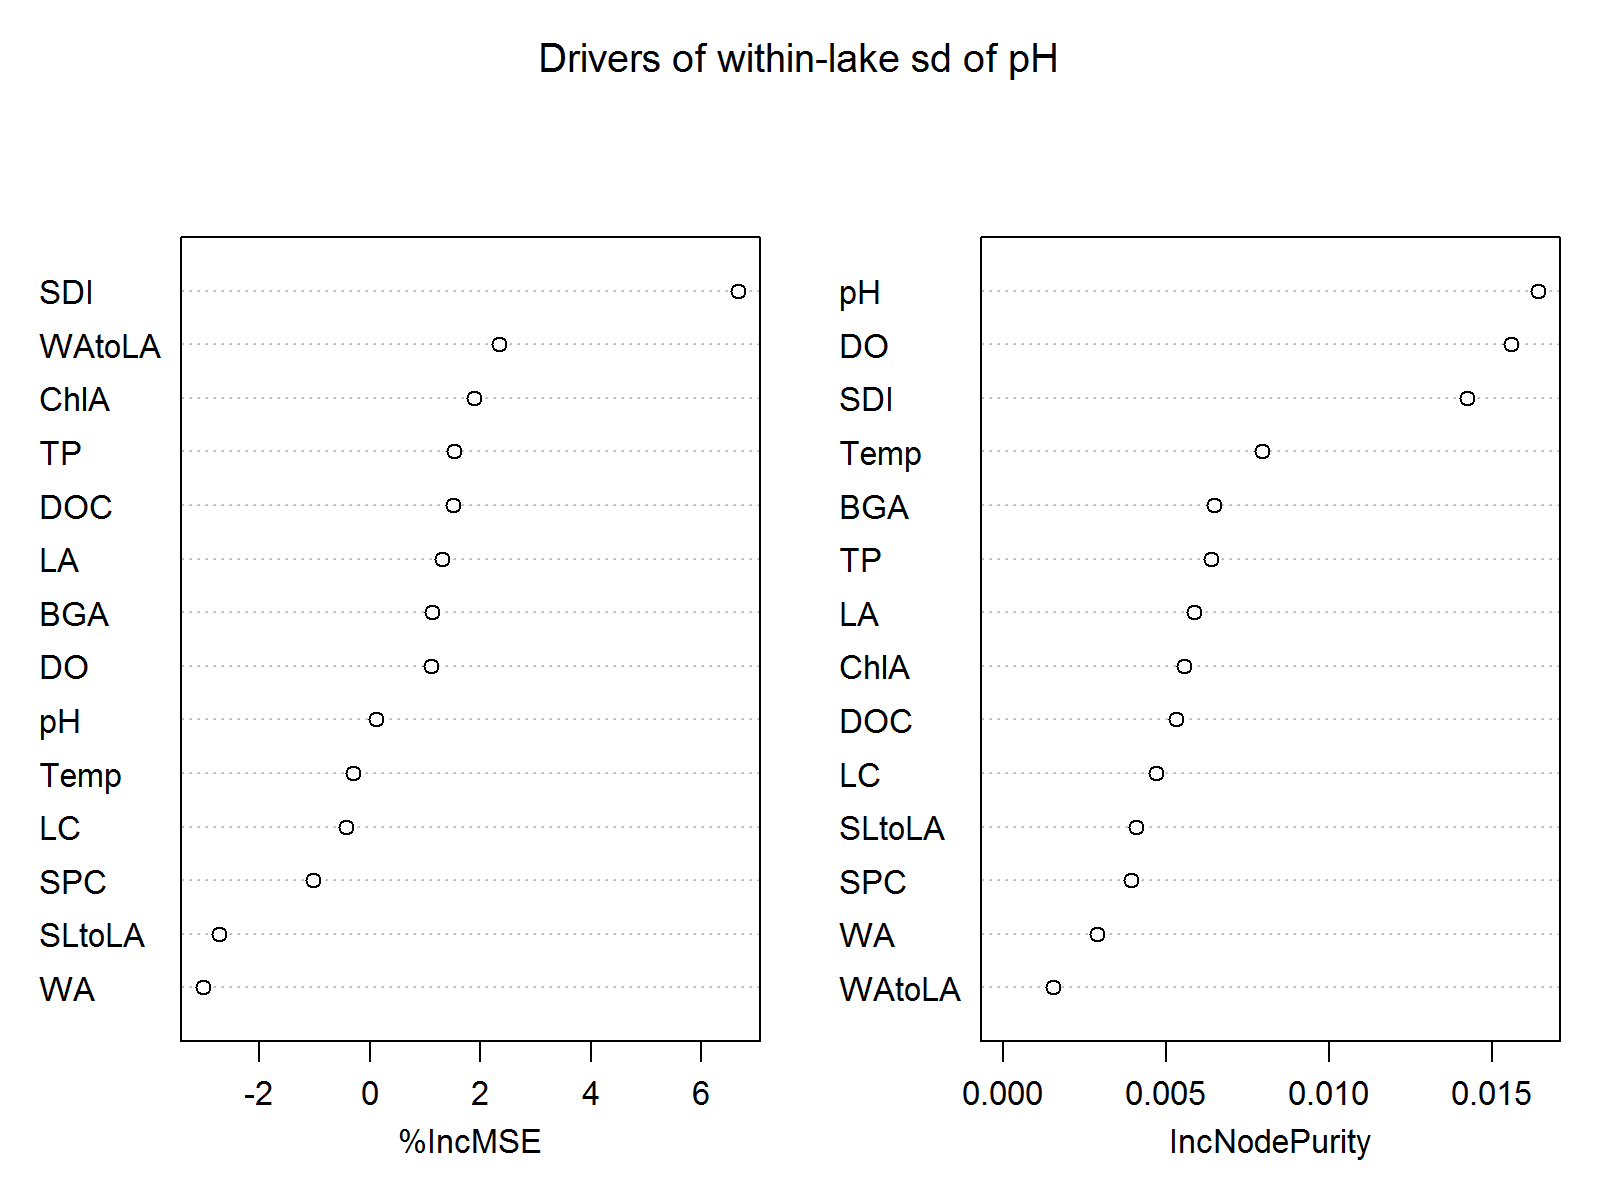 Drivers of within-lake sd of pH
SDI
WAtoLA
ChlA
TP
DOC
LA
BGA
DO
pH
Temp
LC
SPC
SLtoLA
WA
-2 0 2 4 6
%IncMSE
pH
DO
SDI
Temp
BGA
TP
LA
ChlA
DOC
LC
SLtoLA
SPC
WA
WAtoLA
0.000 0.005 0.010 0.015
IncNodePurity